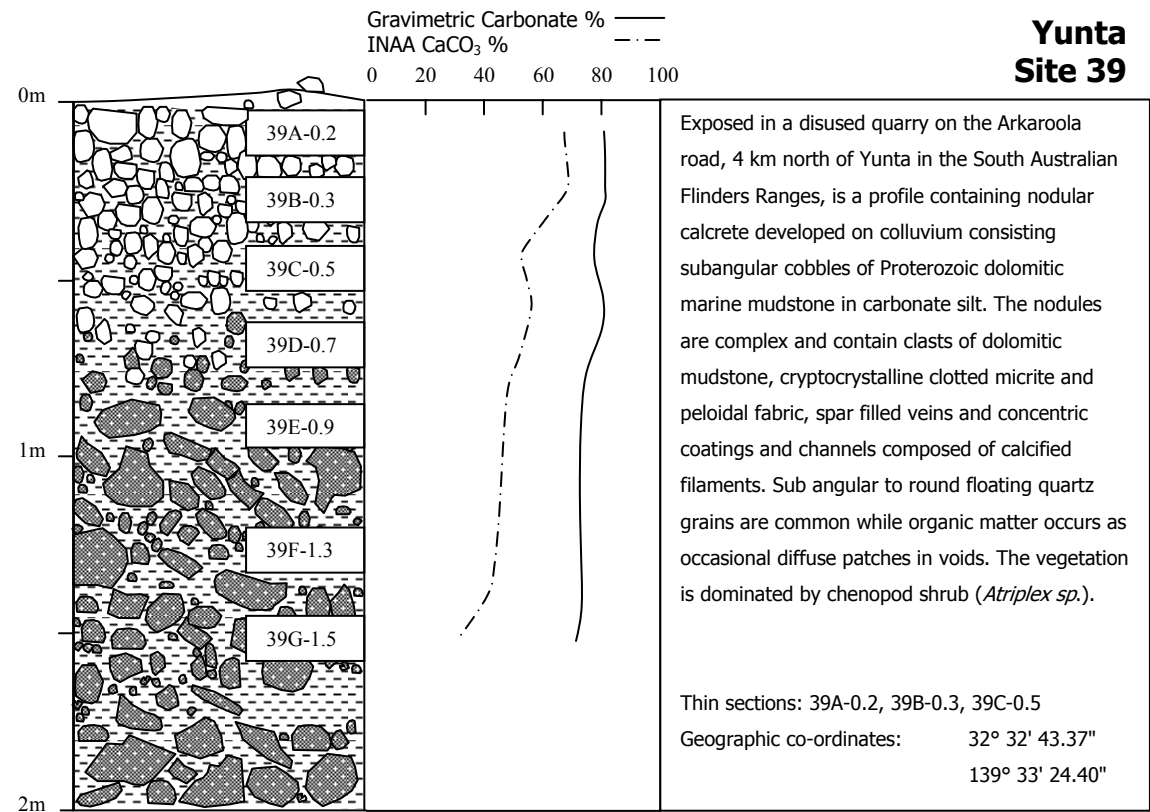 Gravimetric Carbonate %
INAA CaCO₃ %
Yunta
Site 39
0 20 40 60 80 100
0m
39A-0.2
39B-0.3
39C-0.5
39D-0.7
39E-0.9
1m
39F-1.3
39G-1.5
2m
Exposed in a disused quarry on the Arkaroola
road, 4 km north of Yunta in the South Australian
Flinders Ranges, is a profile containing nodular
calcrete developed on colluvium consisting
subangular cobbles of Proterozoic dolomitic
marine mudstone in carbonate silt. The nodules
are complex and contain clasts of dolomitic
mudstone, cryptocrystalline clotted micrite and
peloidal fabric, spar filled veins and concentric
coatings and channels composed of calcified
filaments. Sub angular to round floating quartz
grains are common while organic matter occurs as
occasional diffuse patches in voids. The vegetation
is dominated by chenopod shrub (Atriplex sp.).
Thin sections: 39A-0.2, 39B-0.3, 39C-0.5
Geographic co-ordinates: 32° 32' 43.37"
139° 33' 24.40"